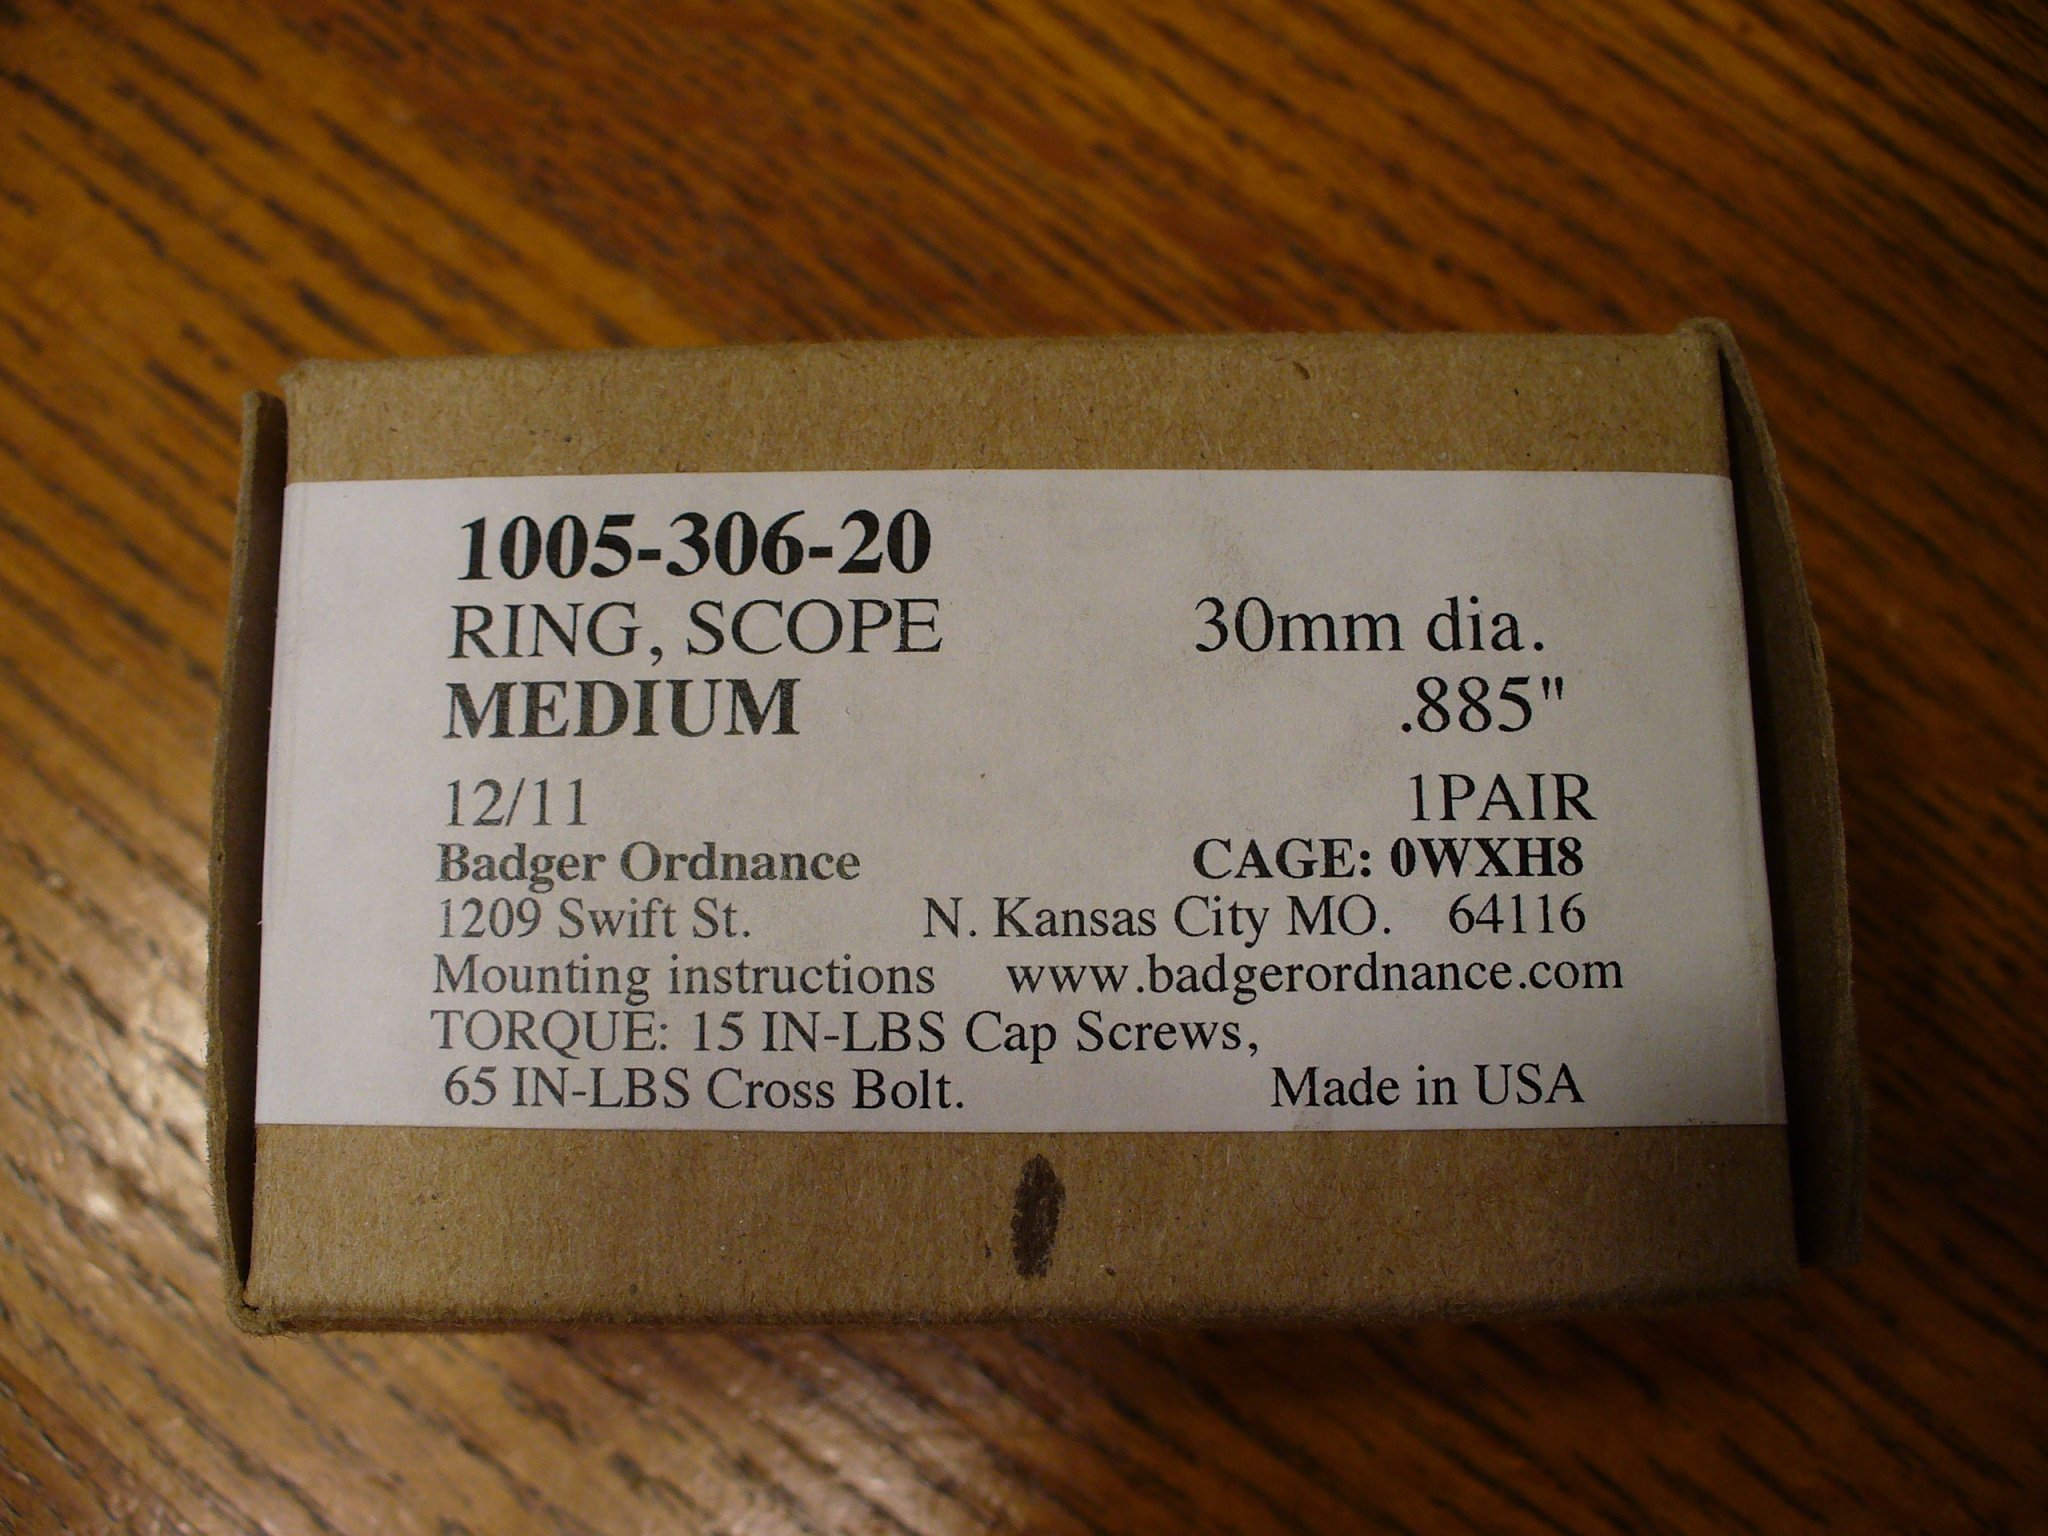 1005-306-20
RING, SCOPE 30mm dia.
MEDIUM .885"
12/11 1PAIR
Badger Ordnance CAGE: 0WXH8
1209 Swift St. N. Kansas City MO. 64116
Mounting instructions www.badgerordnance.com
TORQUE: 15 IN-LBS Cap Screws,
65 IN-LBS Cross Bolt. Made in USA